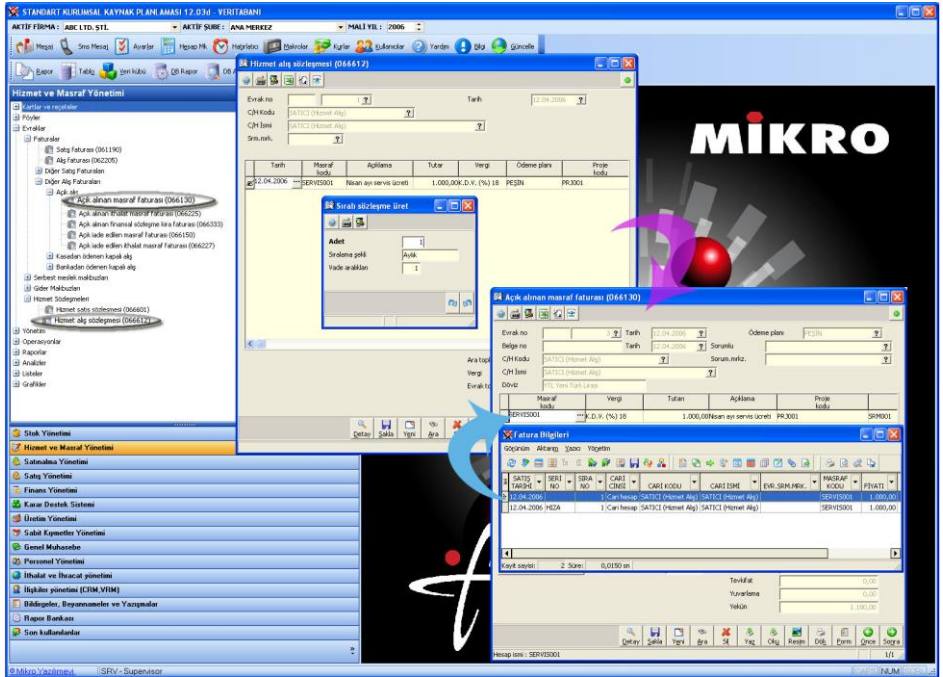 STANDART KURUMSAL KAYNAK PLANLAMASI 12.03d - VERITABANI
AKTİF FİRMA : ABC LTD. ŞTİ. AKTİF ŞUBE : ANA MERKEZ MALİ YIL : 2006
Mesaj Sms Mesaj Ayarlar Hesap Mk Hatırlatıcı Makrolar Kurlar Kullanıcılar Yardım Bilgi Güncelle
Rapor Tablo Veri kübü DB Rapor
Hizmet ve Masraf Yönetimi
Kartlar ve reçeteler
Föyler
Evraklar
Faturalar
Satış faturası (061190)
Alış faturası (062205)
Diğer Satış Faturaları
Diğer Alış Faturaları
Açık alış
Açık alınan masraf faturası (066130)
Açık alınan ithalat masraf faturası (066225)
Açık alınan finansal sözleşme kira faturası (066333)
Açık iade edilen masraf faturası (066150)
Açık iade edilen ithalat masraf faturası (066227)
Kasadan ödenen kapalı alış
Bankadan ödenen kapalı alış
Serbest meslek makbuzları
Gider Makbuzları
Hizmet Sözleşmeleri
Hizmet satış sözleşmesi (066601)
Hizmet alış sözleşmesi (066612)
Yönetim
Operasyonlar
Raporlar
Analizler
Listeler
Grafikler
Stok Yönetimi
Hizmet ve Masraf Yönetimi
Satınalma Yönetimi
Satış Yönetimi
Finans Yönetimi
Karar Destek Sistemi
Üretim Yönetimi
Sabit Kıymetler Yönetimi
Genel Muhasebe
Personel Yönetimi
İthalat ve İhracat yönetimi
İlişkiler yönetimi (CRM,VRM)
Bildirgeler, Beyannameler ve Yazışmalar
Rapor Bankası
Son kullanılanlar
Mikro Yazılımevi SRV - Supervisor
Hizmet alış sözleşmesi (066612)
Evrak no 1 ? Tarih 12.04.2006 ?
C/H Kodu SATICI (Hizmet Alış) ?
C/H İsmi SATICI (Hizmet Alış) ?
Srm.mrk. ?
Tarih Masraf kodu Açıklama Tutar Vergi Ödeme planı Proje kodu
12.04.2006 SERVIS001 Nisan ayı servis ücreti 1.000,00 K.D.V. (%) 18 PEŞİN PRJ001
Sıralı sözleşme üret
Adet 1
Sıralama şekli Aylık
Vade aralıkları 1
Ara topl
Vergi
Evrak to
Detay Sakla Yeni Ara
MİKRO
Açık alınan masraf faturası (066130)
Evrak no 3 ? Tarih 12.04.2006 ? Ödeme planı PEŞİN ?
Belge no Tarih 12.04.2006 ? Sorumlu ?
C/H Kodu SATICI (Hizmet Alış) ? Sorum.mrkz. ?
C/H İsmi SATICI (Hizmet Alış) ?
Döviz YTL Yeni Türk Lirası
Masraf kodu Vergi Tutarı Açıklama Proje kodu
SERVIS001 K.D.V. (%) 18 1.000,00 Nisan ayı servis ücreti PRJ001 SRM001
Fatura Bilgileri
Görünüm Aktarım Yazıcı Yönetim
SATIŞ TARİHİ SERI NO SIRA NO CARİ CİNSİ CARİ KODU CARİ İSMİ EVR.SRM.MRK. MASRAF KODU FİYATI
12.04.2006 1 Cari hesap SATICI (Hizmet Alış) SATICI (Hizmet Alış) SERVIS001 1.000,00
12.04.2006 HIZA 1 Cari hesap SATICI (Hizmet Alış) SATICI (Hizmet Alış) SERVIS001 1.000,00
Kayıt sayısı: 2 Süre: 0,0150 sn
Tevkifat 0,00
Yuvarlama 0,00
Yekün 1.180,00
Detay Sakla Yeni Ara Sil Yaz Oku Resim Dök Form Önce Sonra
Hesap ismi : SERVIS001 1/1
CAPS NUM